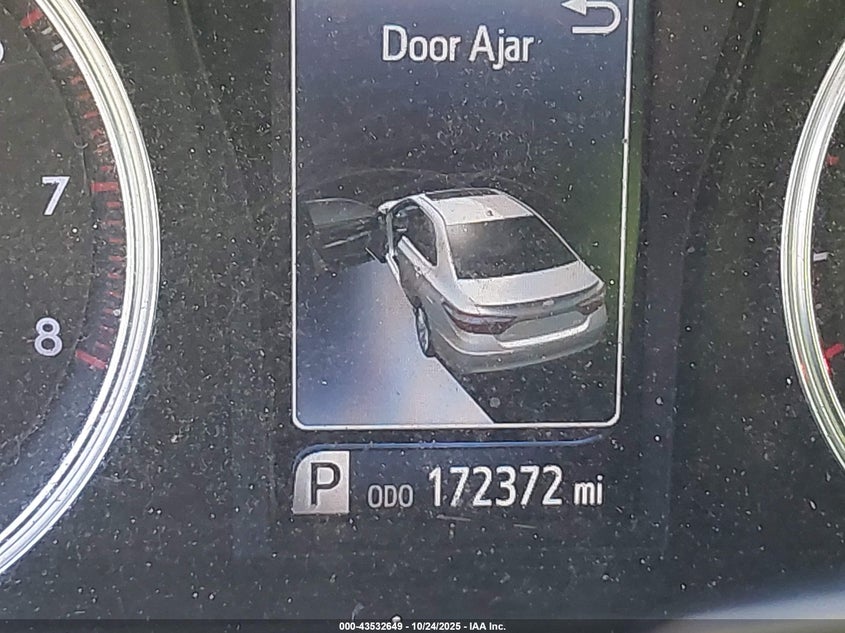 Door Ajar
7
8
P ODO 172372 mi
000-43532649 - 10/24/2025 - IAA Inc.